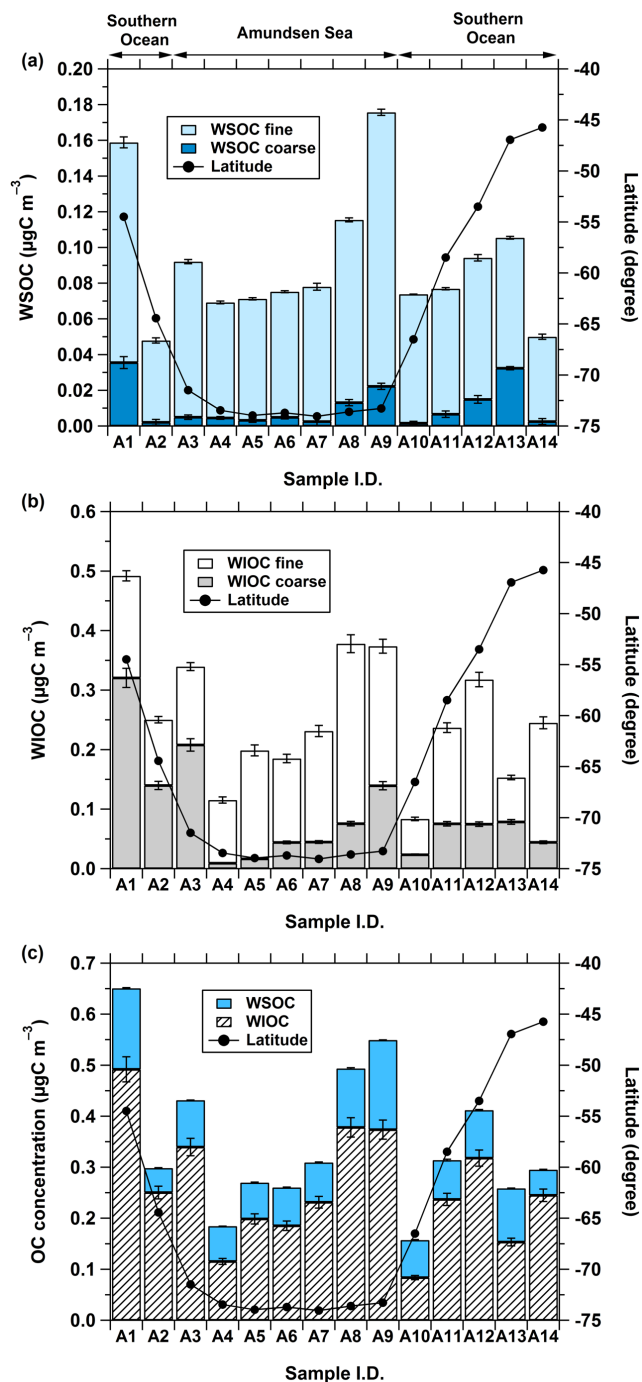 Southern Ocean
Amundsen Sea
Southern Ocean
(a)
WSOC (µgC m⁻³)
0.20
0.18
0.16
0.14
0.12
0.10
0.08
0.06
0.04
0.02
0.00
WSOC fine
WSOC coarse
Latitude
-40
-45
-50
-55
-60
-65
-70
-75
Latitude (degree)
A1 A2 A3 A4 A5 A6 A7 A8 A9 A10 A11 A12 A13 A14
Sample I.D.
(b)
WIOC (µgC m⁻³)
0.6
0.5
0.4
0.3
0.2
0.1
0.0
WIOC fine
WIOC coarse
Latitude
-40
-45
-50
-55
-60
-65
-70
-75
Latitude (degree)
A1 A2 A3 A4 A5 A6 A7 A8 A9 A10 A11 A12 A13 A14
Sample I.D.
(c)
OC concentration (µgC m⁻³)
0.7
0.6
0.5
0.4
0.3
0.2
0.1
0.0
WSOC
WIOC
Latitude
-40
-45
-50
-55
-60
-65
-70
-75
Latitude (degree)
A1 A2 A3 A4 A5 A6 A7 A8 A9 A10 A11 A12 A13 A14
Sample I.D.